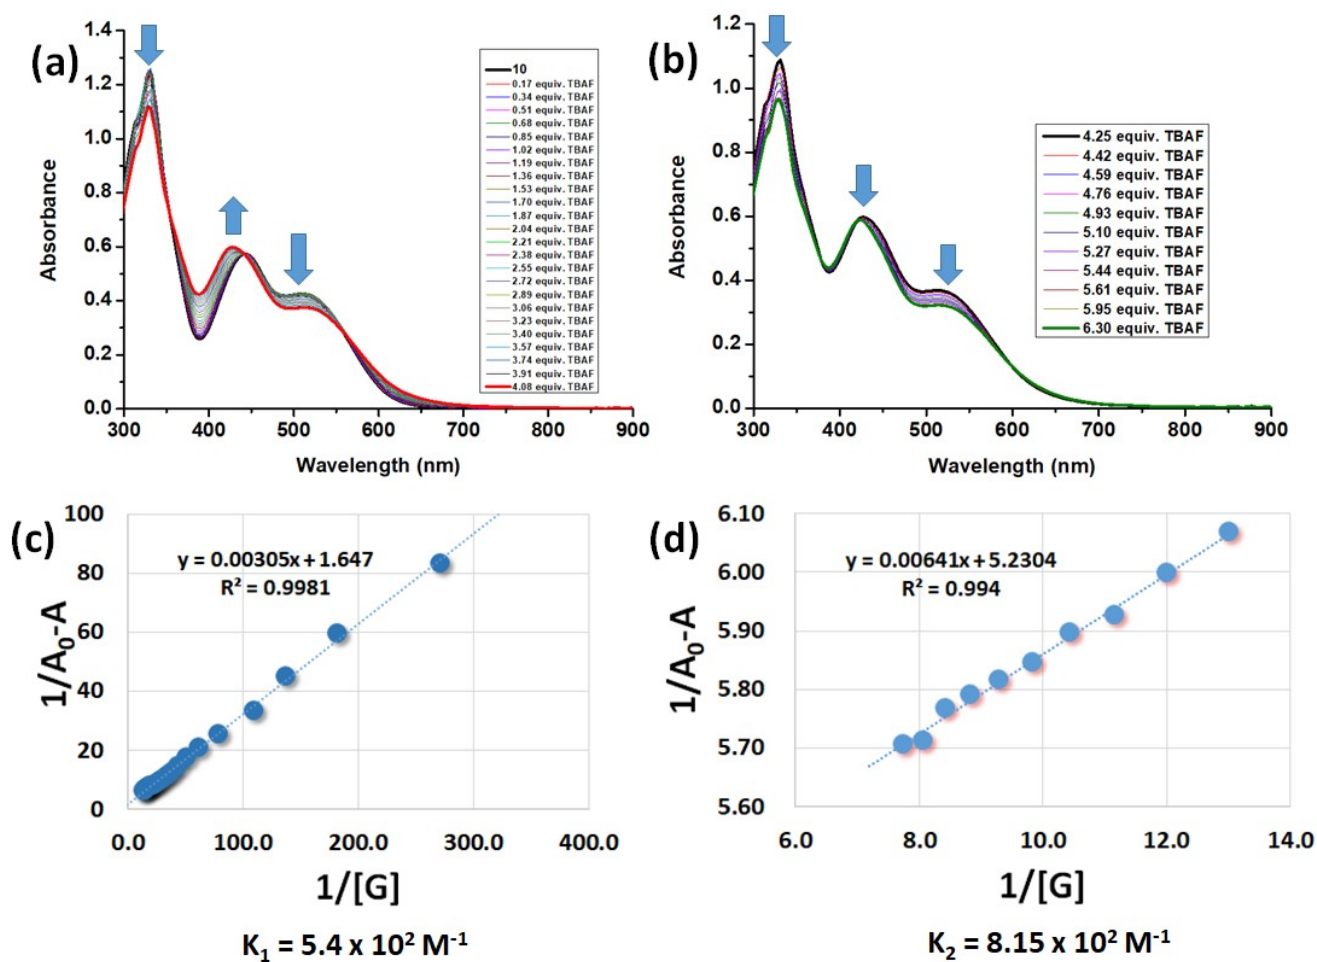 (a)
1.4
1.2
1.0
0.8
0.6
0.4
0.2
0.0
Absorbance
300 400 500 600 700 800 900
Wavelength (nm)
10
0.17 equiv. TBAF
0.34 equiv. TBAF
0.51 equiv. TBAF
0.68 equiv. TBAF
0.85 equiv. TBAF
1.02 equiv. TBAF
1.19 equiv. TBAF
1.36 equiv. TBAF
1.53 equiv. TBAF
1.70 equiv. TBAF
1.87 equiv. TBAF
2.04 equiv. TBAF
2.21 equiv. TBAF
2.38 equiv. TBAF
2.55 equiv. TBAF
2.72 equiv. TBAF
2.89 equiv. TBAF
3.06 equiv. TBAF
3.23 equiv. TBAF
3.40 equiv. TBAF
3.57 equiv. TBAF
3.74 equiv. TBAF
3.91 equiv. TBAF
4.08 equiv. TBAF
(b)
1.2
1.0
0.8
0.6
0.4
0.2
0.0
Absorbance
300 400 500 600 700 800 900
Wavelength (nm)
4.25 equiv. TBAF
4.42 equiv. TBAF
4.59 equiv. TBAF
4.76 equiv. TBAF
4.93 equiv. TBAF
5.10 equiv. TBAF
5.27 equiv. TBAF
5.44 equiv. TBAF
5.61 equiv. TBAF
5.95 equiv. TBAF
6.30 equiv. TBAF
(c)
100
80
60
40
20
0
1/A₀-A
y = 0.00305x + 1.647
R² = 0.9981
0.0 100.0 200.0 300.0 400.0
1/[G]
K₁ = 5.4 x 10² M⁻¹
(d)
6.10
6.00
5.90
5.80
5.70
5.60
1/A₀-A
y = 0.00641x + 5.2304
R² = 0.994
6.0 8.0 10.0 12.0 14.0
1/[G]
K₂ = 8.15 x 10² M⁻¹